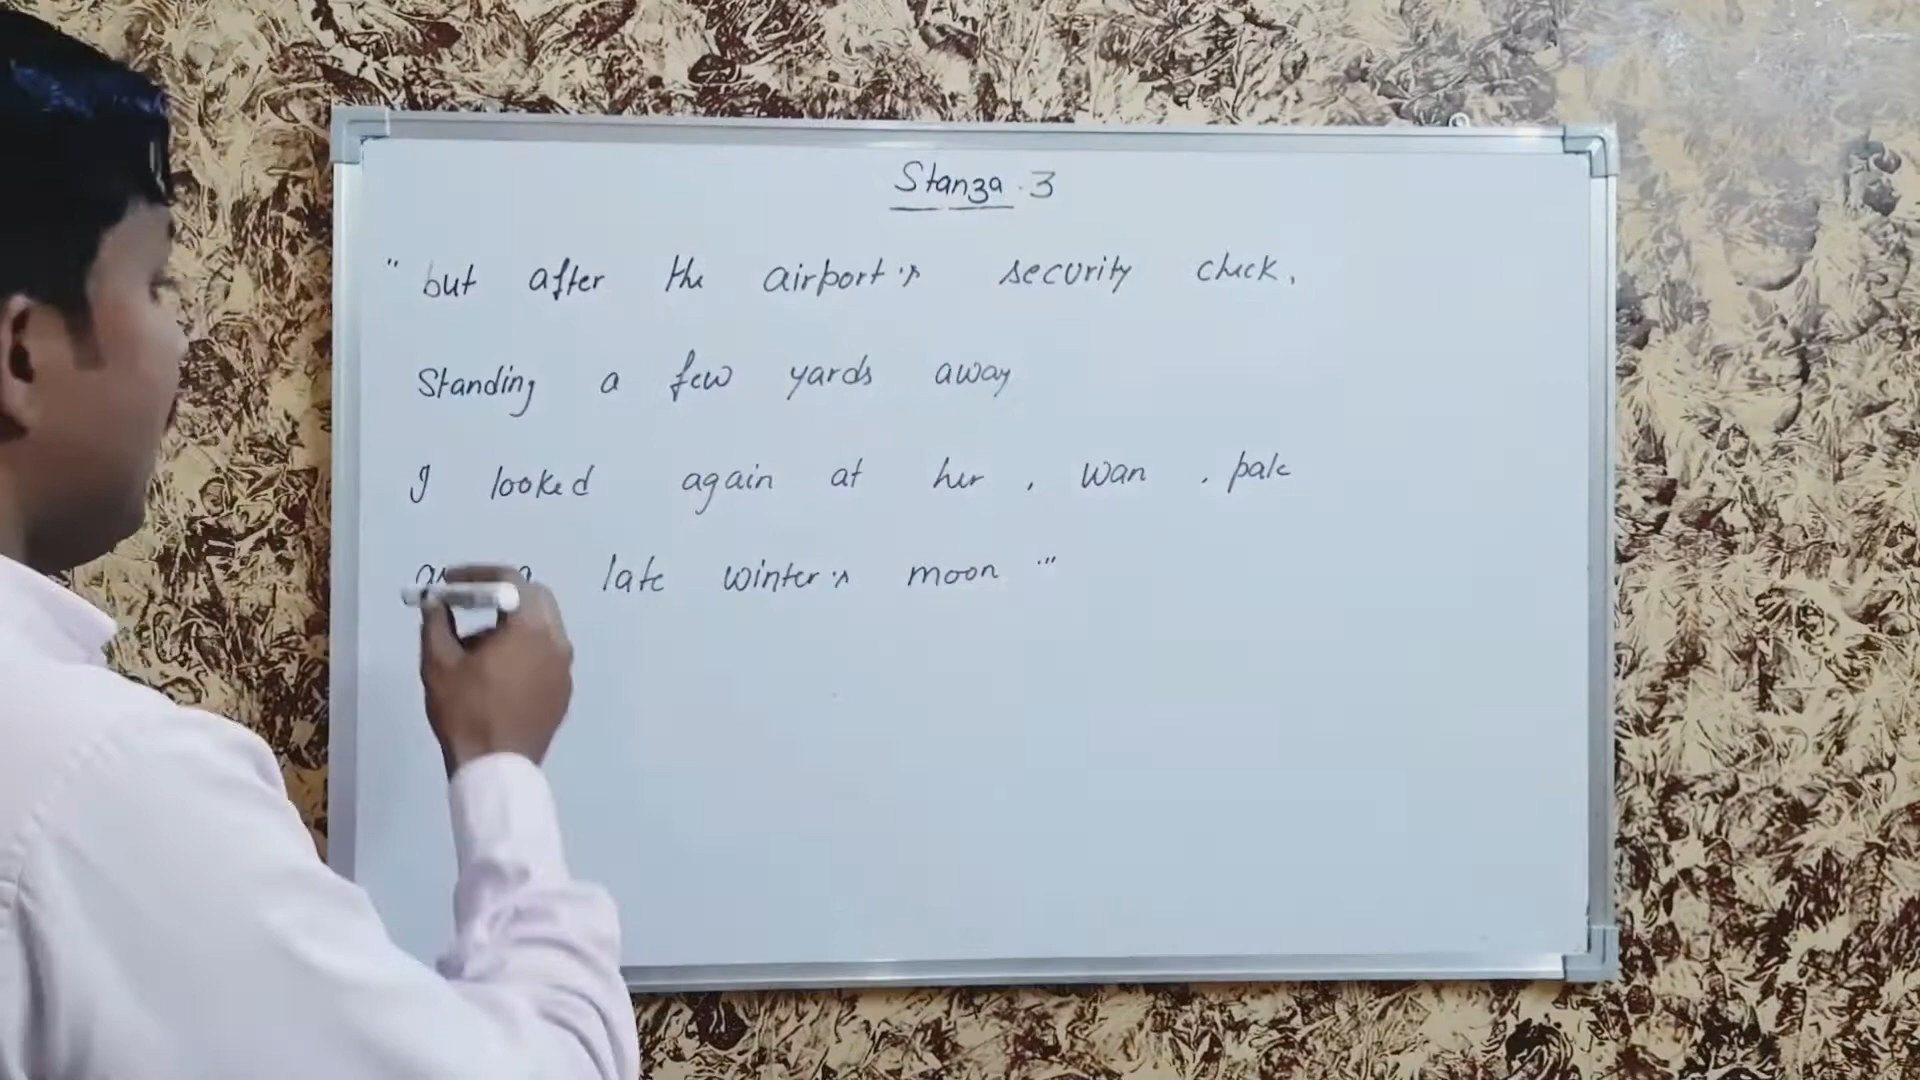 Stanza . 3
" but after the airport's security check,
Standing a few yards away
I looked again at her , wan , pale
as a late winter's moon "